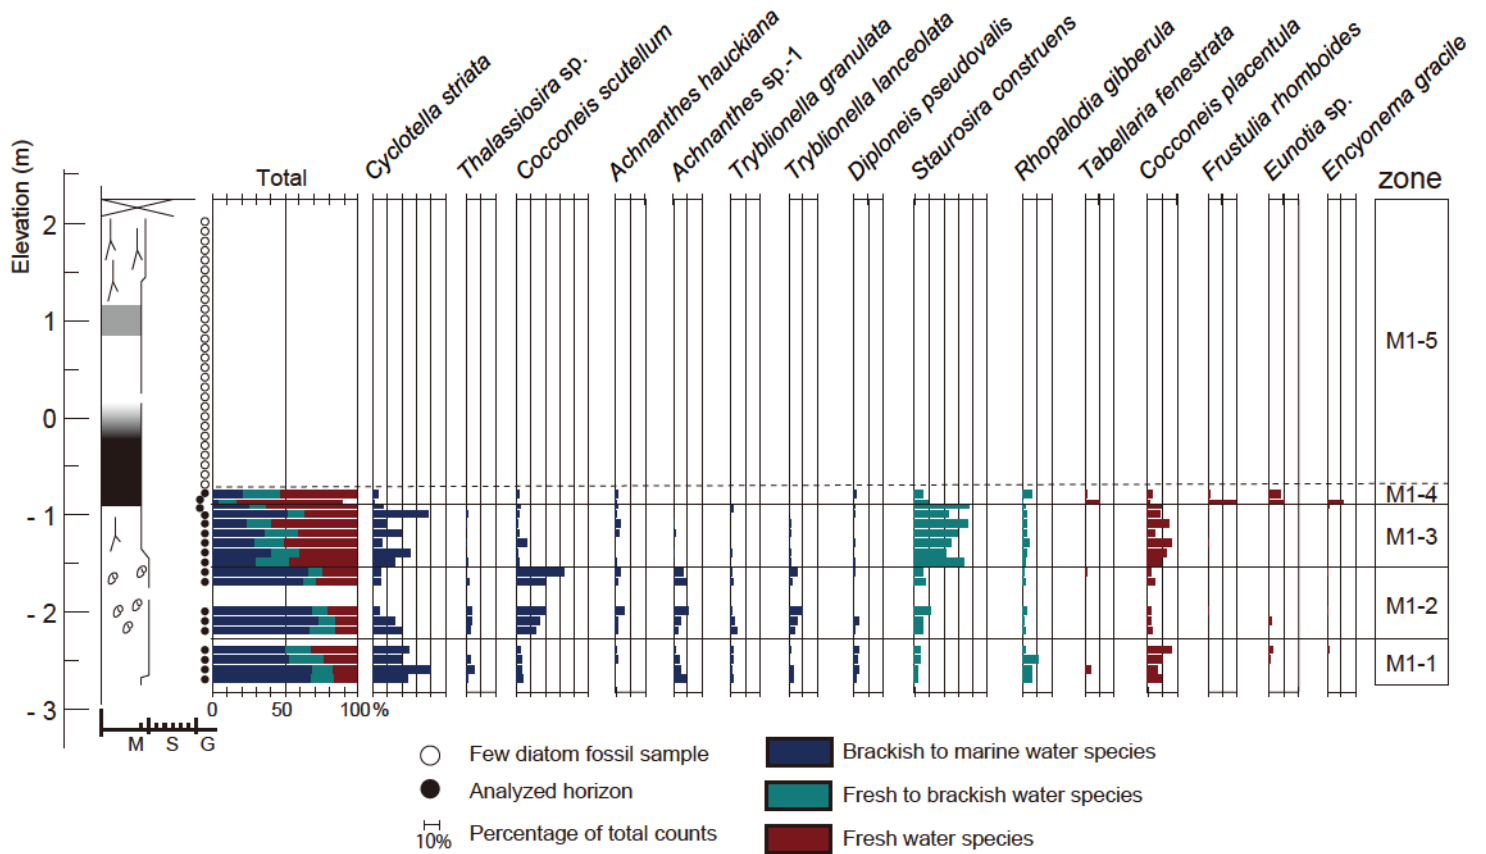 Cyclotella striata
Thalassiosira sp.
Cocconeis scutellum
Achnanthes hauckiana
Achnanthes sp.-1
Tryblionella granulata
Tryblionella lanceolata
Diploneis pseudovalis
Staurosira construens
Rhopalodia gibberula
Tabellaria fenestrata
Cocconeis placentula
Frustulia rhomboides
Eunotia sp.
Encyonema gracile
Elevation (m)
Total
zone
2
1
0
- 1
- 2
- 3
M1-5
M1-4
M1-3
M1-2
M1-1
0 50 100%
M S G
Few diatom fossil sample
Analyzed horizon
10% Percentage of total counts
Brackish to marine water species
Fresh to brackish water species
Fresh water species